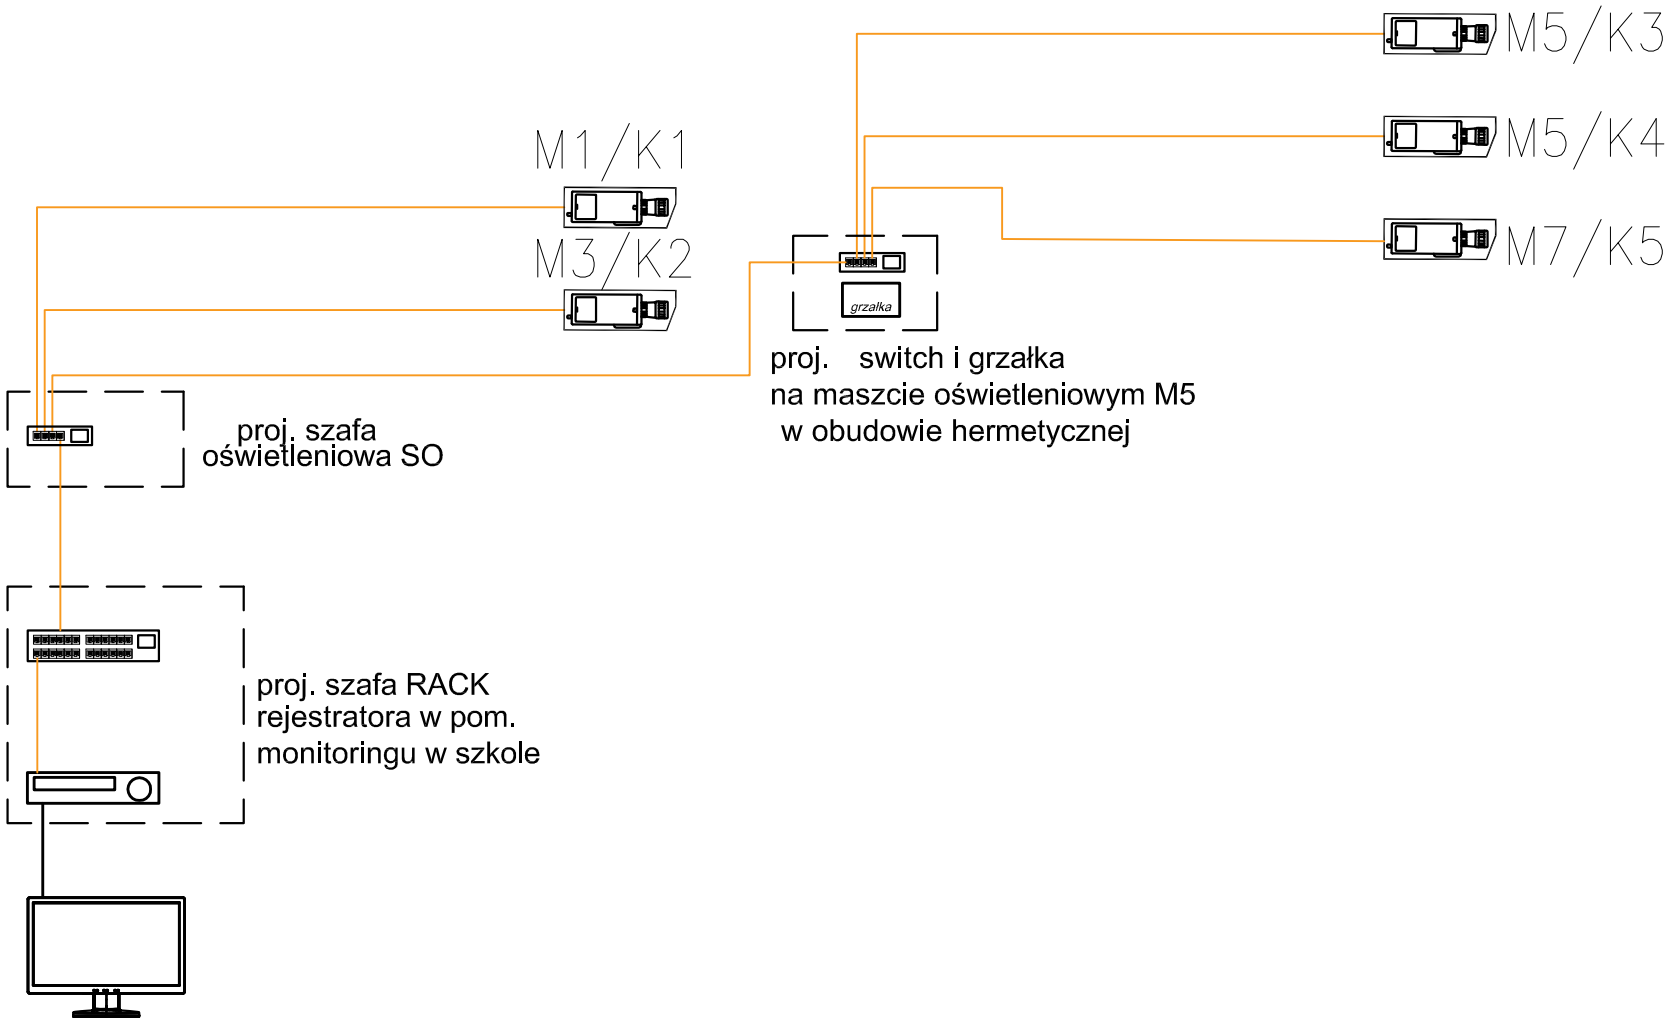 M5/K3
M5/K4
M7/K5
M1/K1
M3/K2
grzałka
proj. switch i grzałka
na maszcie oświetleniowym M5
w obudowie hermetycznej
proj. szafa
oświetleniowa SO
proj. szafa RACK
rejestratora w pom.
monitoringu w szkole